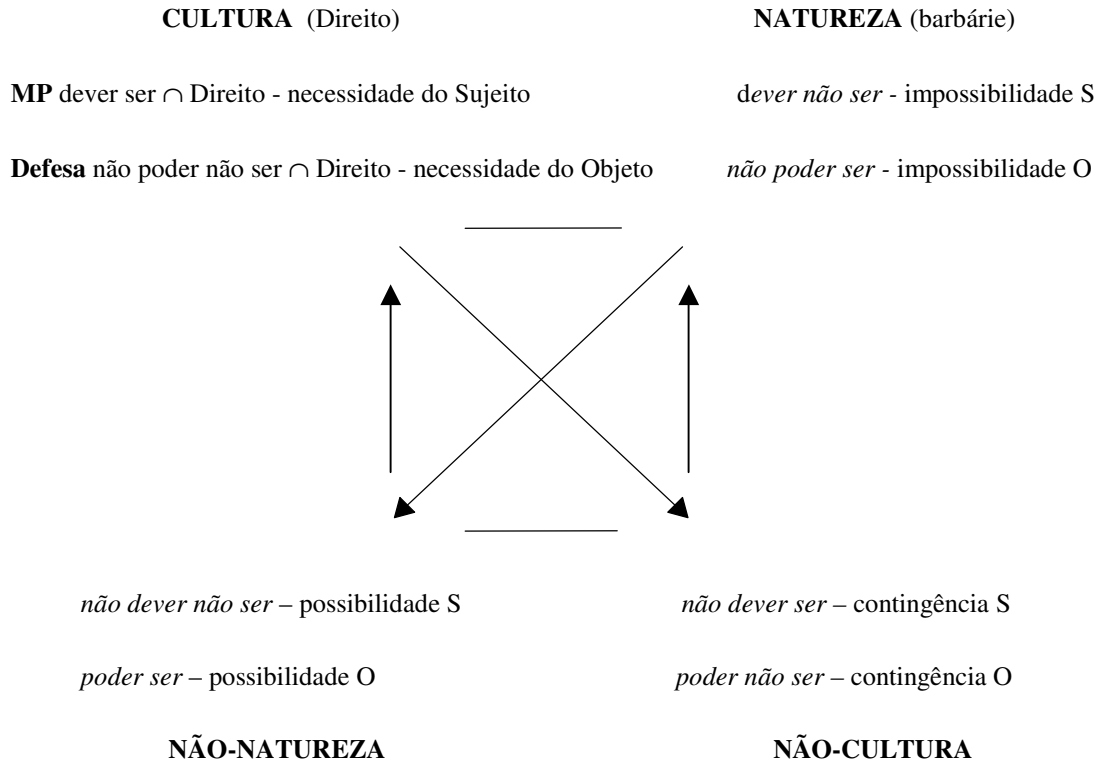 CULTURA (Direito) NATUREZA (barbárie)
MP dever ser ∩ Direito - necessidade do Sujeito dever não ser - impossibilidade S
Defesa não poder não ser ∩ Direito - necessidade do Objeto não poder ser - impossibilidade O
não dever não ser – possibilidade S não dever ser – contingência S
poder ser – possibilidade O poder não ser – contingência O
NÃO-NATUREZA NÃO-CULTURA